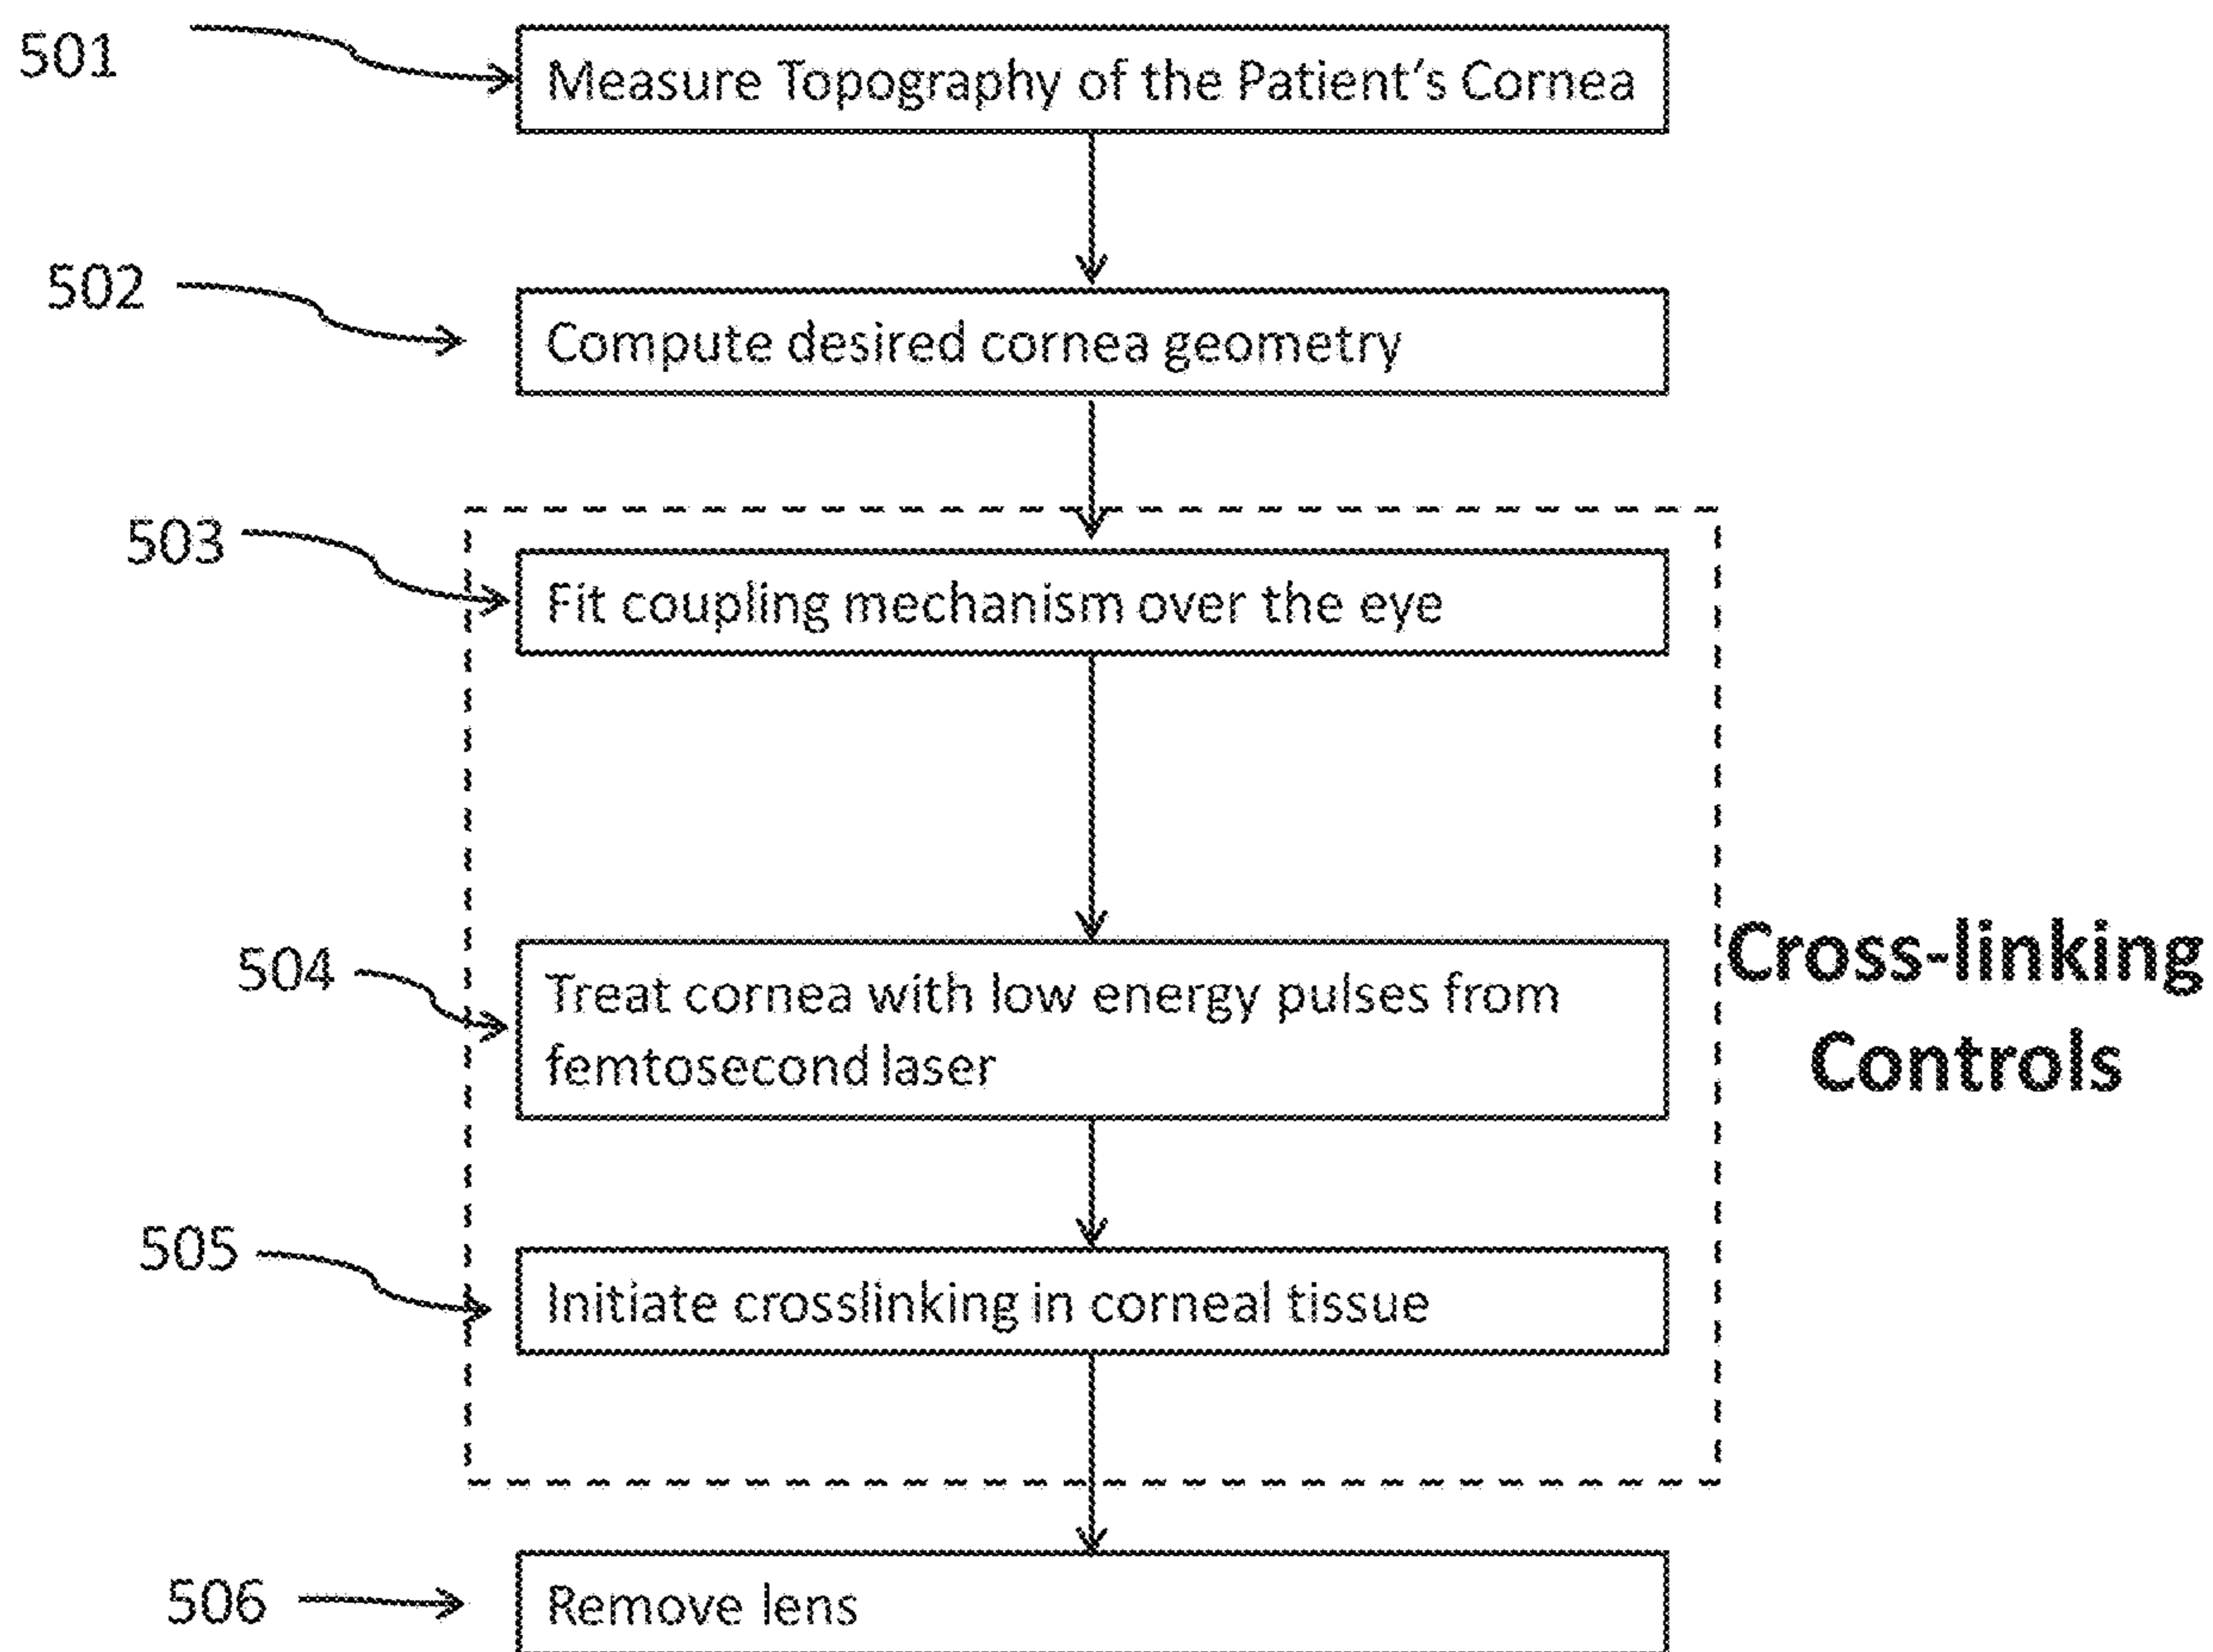 501
Measure Topography of the Patient's Cornea
502
Compute desired cornea geometry
503
Fit coupling mechanism over the eye
504
Treat cornea with low energy pulses from
femtosecond laser
Cross-linking
Controls
505
Initiate crosslinking in corneal tissue
506
Remove lens